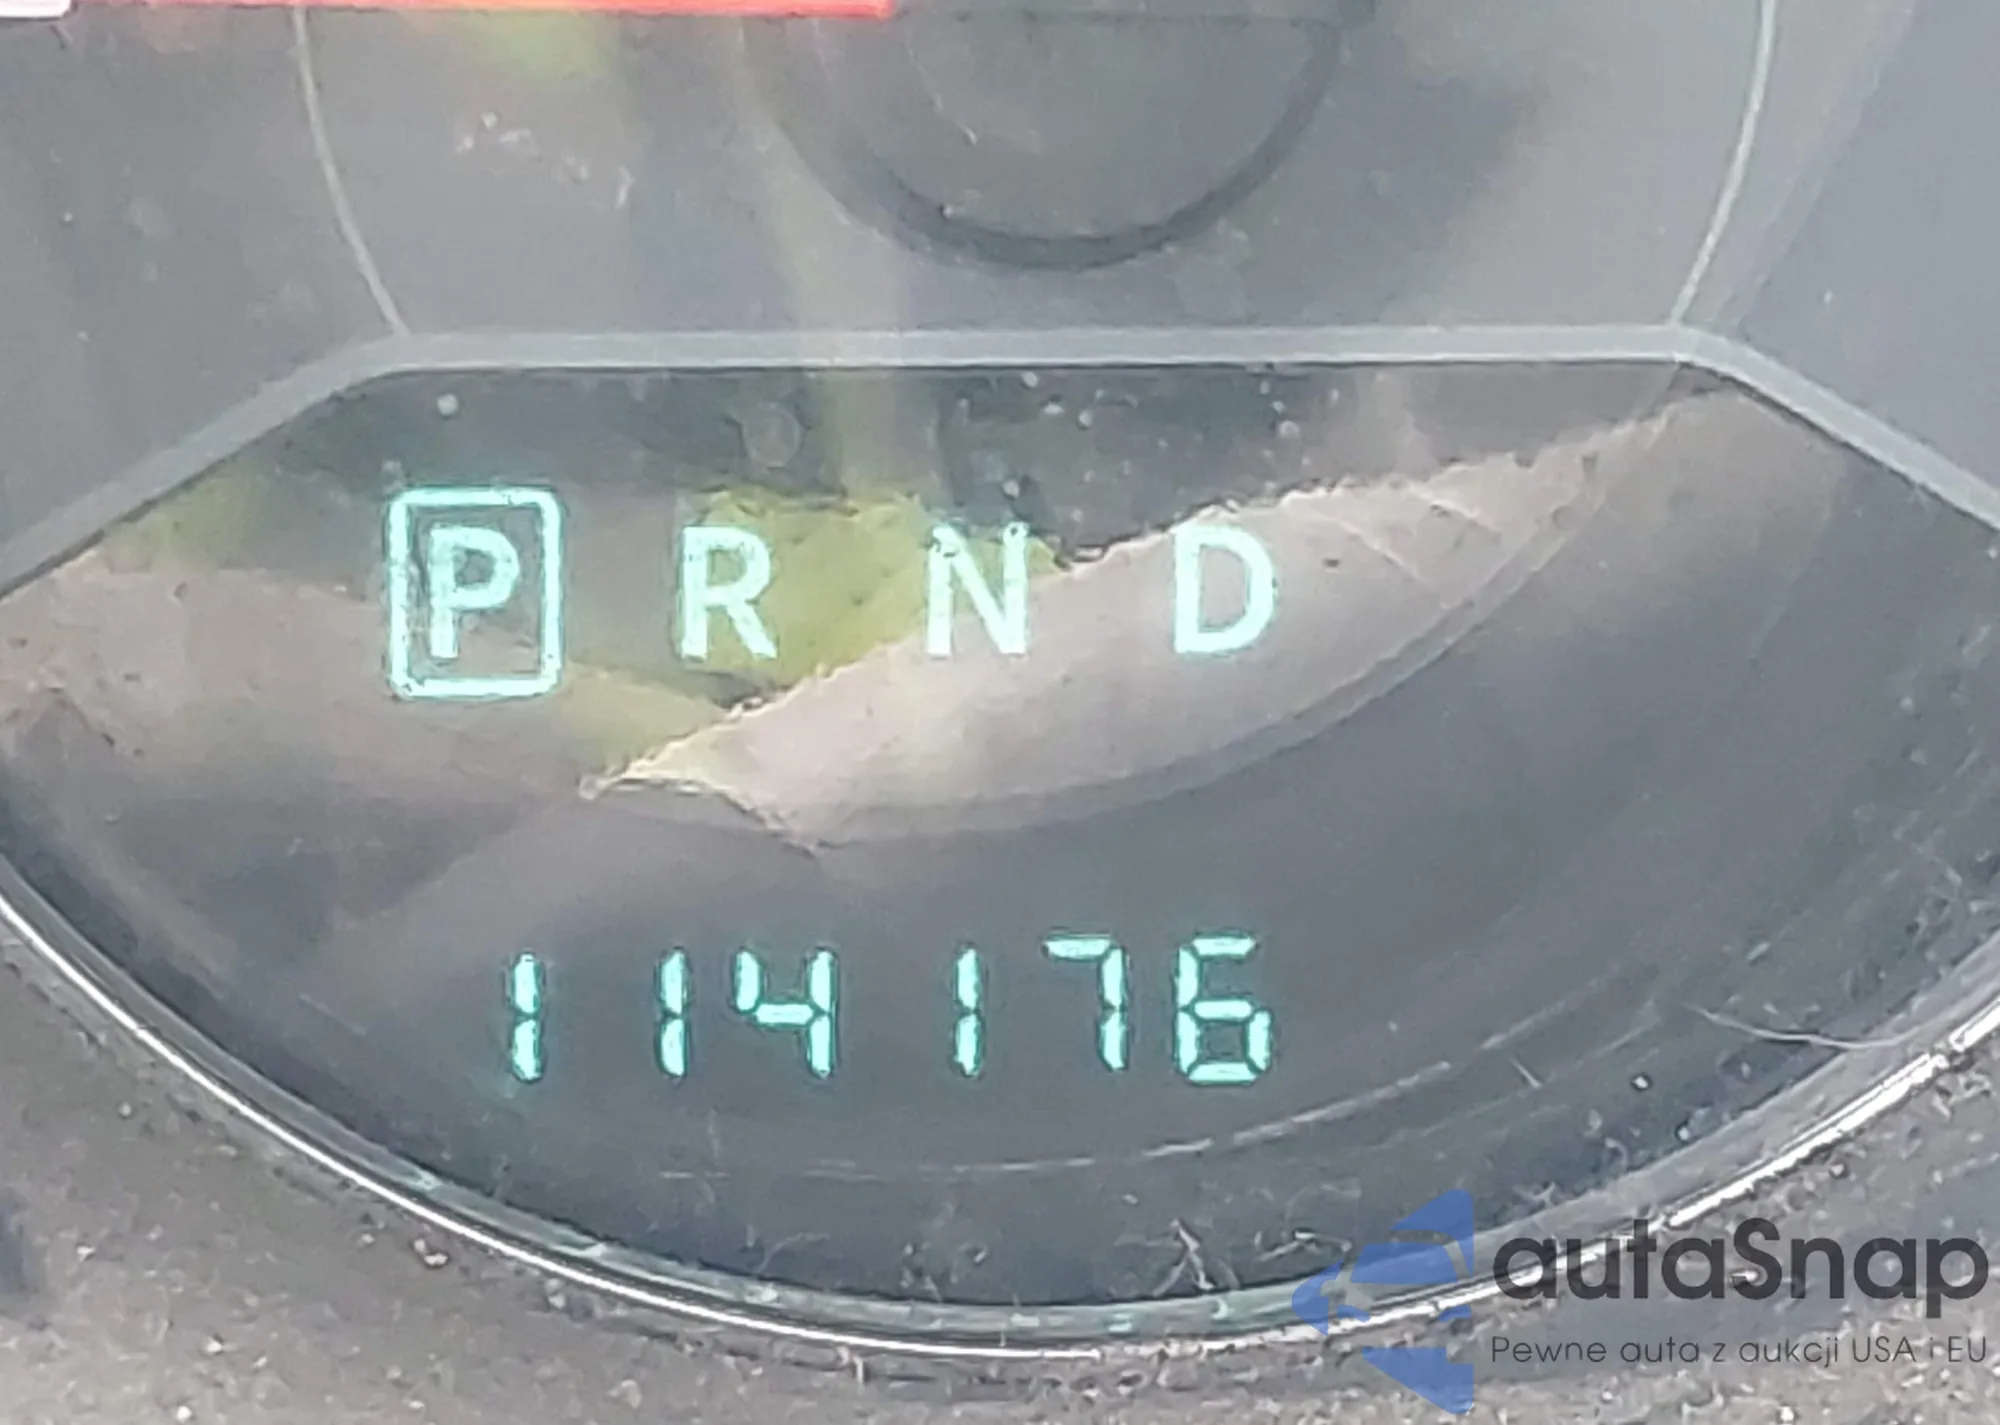 P R N D
114176
autaSnap
Pewne auta z aukcji USA i EU